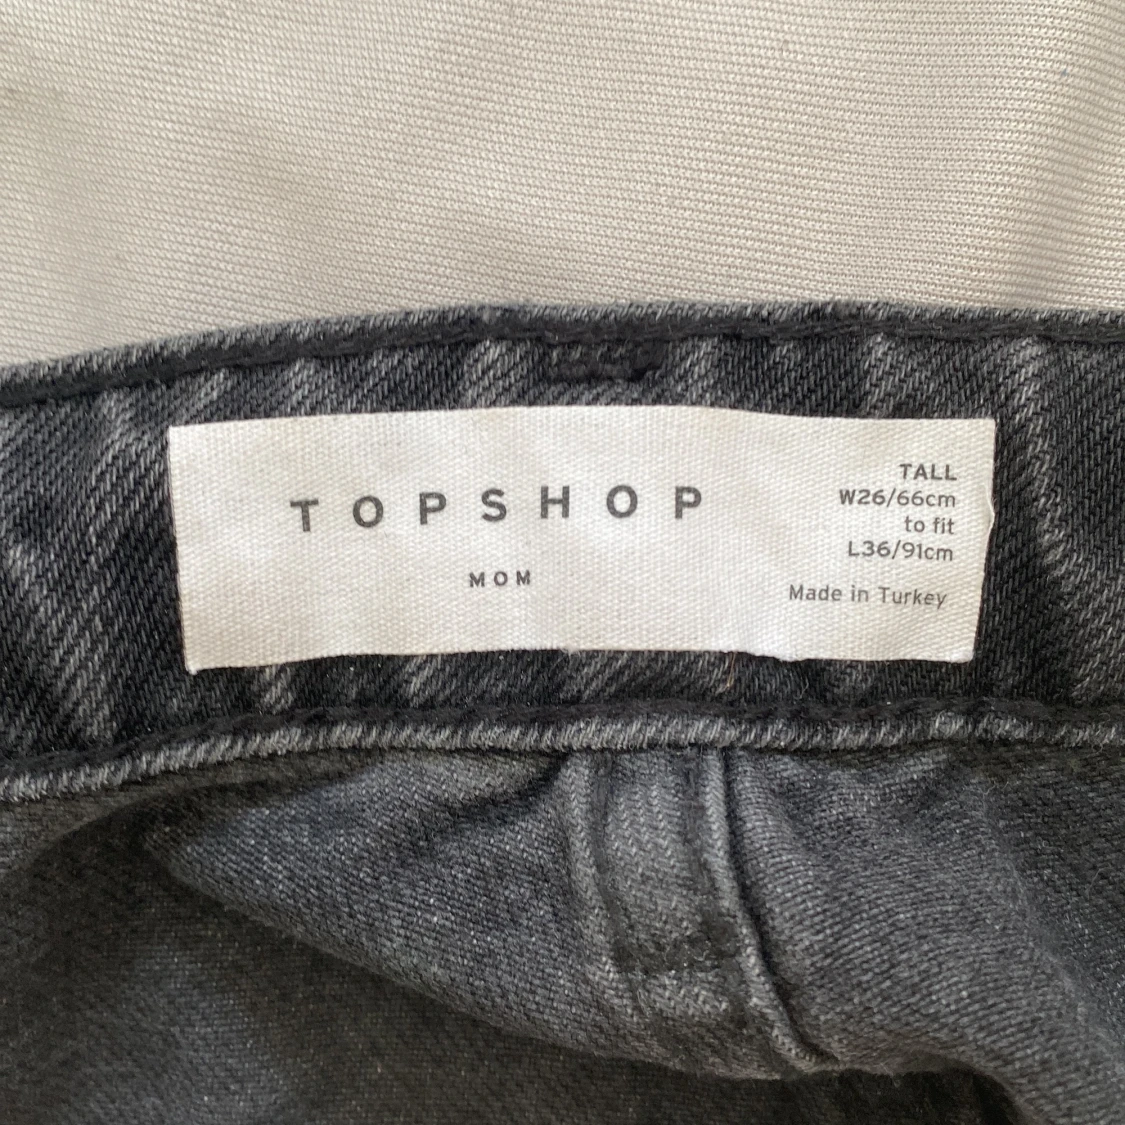 TOPSHOP
MOM
TALL
W26/66cm
to fit
L36/91cm
Made in Turkey